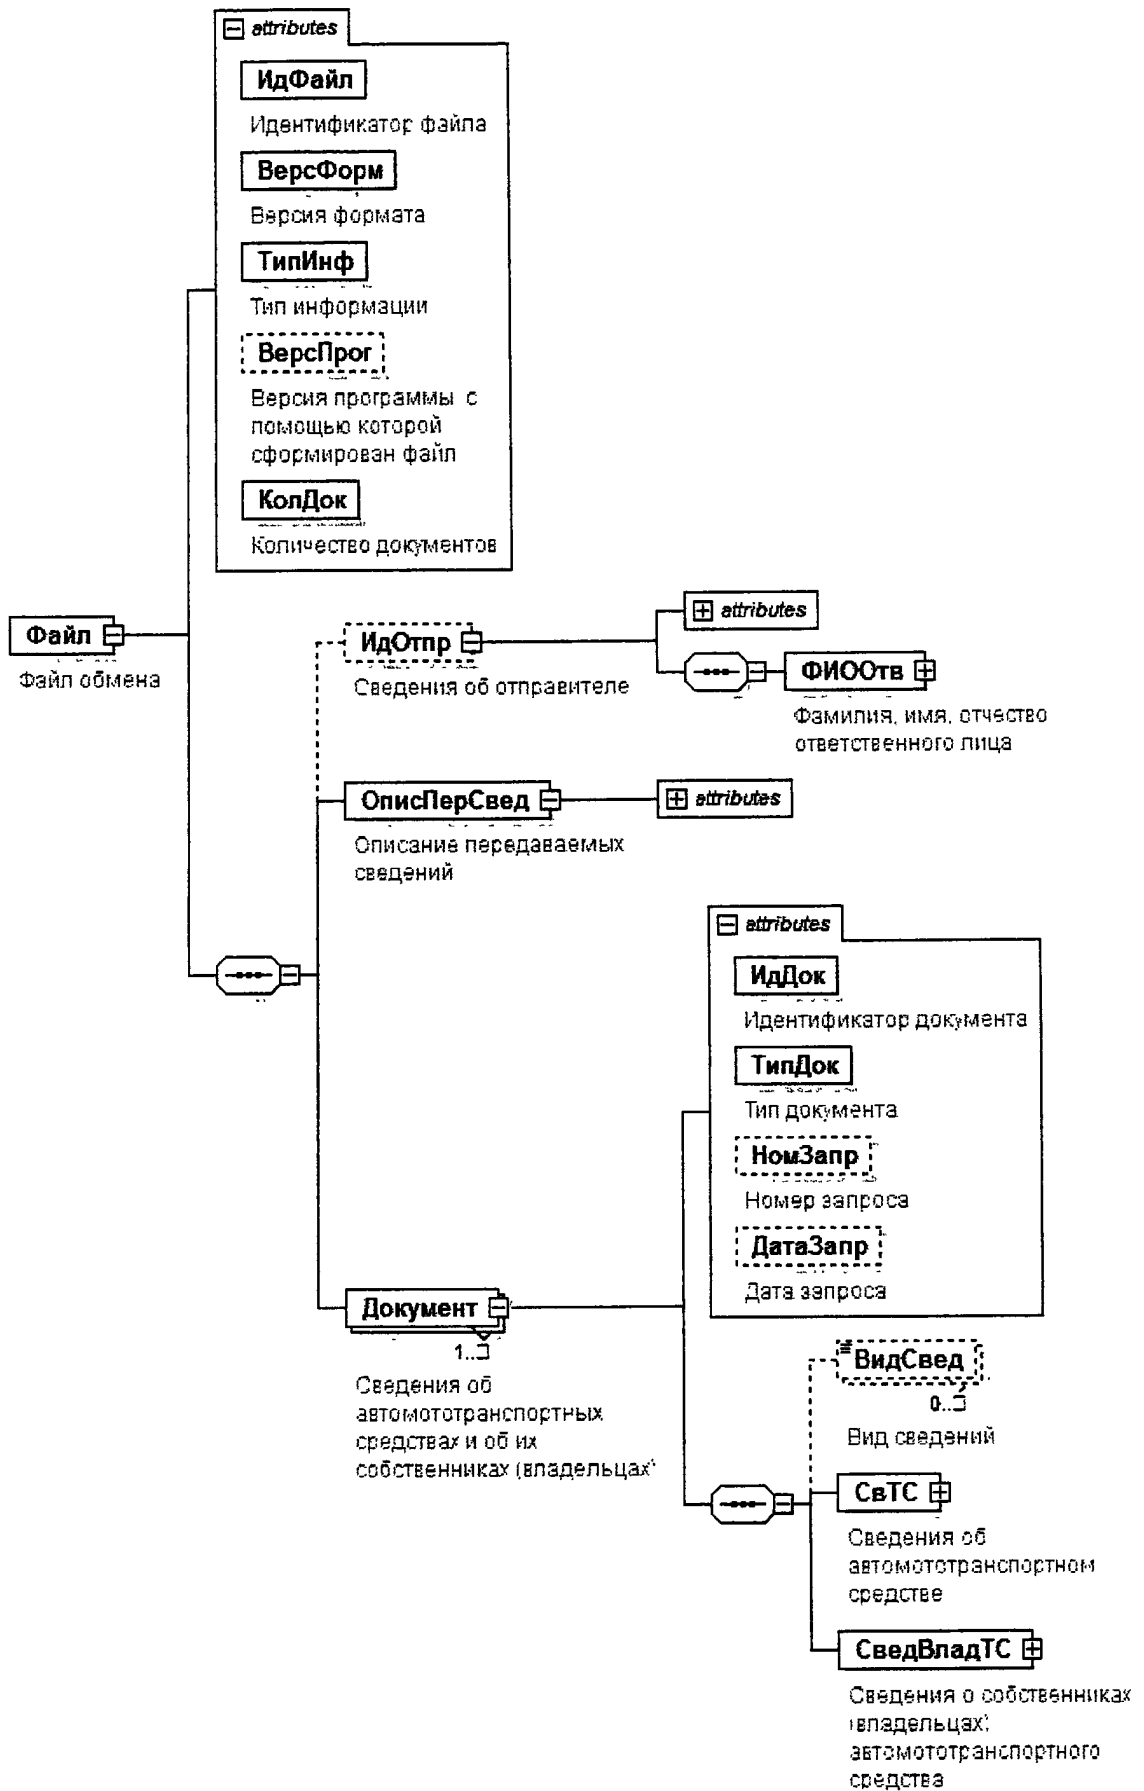 attributes
ИдФайл
Идентификатор файла
ВерсФорм
Версия формата
ТипИнф
Тип информации
ВерсПрог
Версия программы с
помощью которой
сформирован файл
КолДок
Количество документов
Файл
Файл обмена
ИдОтпр
Сведения об отправителе
attributes
ФИООтв
Фамилия, имя, отчество
ответственного лица
ОписПерСвед
Описание передаваемых
сведений
attributes
attributes
ИдДок
Идентификатор документа
ТипДок
Тип документа
НомЗапр
Номер запроса
ДатаЗапр
Дата запроса
Документ
1..
Сведения об
автомототранспортных
средствах и об их
собственниках (владельцах)
ВидСвед
0..
Вид сведений
СвТС
Сведения об
автомототранспортном
средстве
СведВладТС
Сведения о собственниках
(владельцах)
автомототранспортного
средства